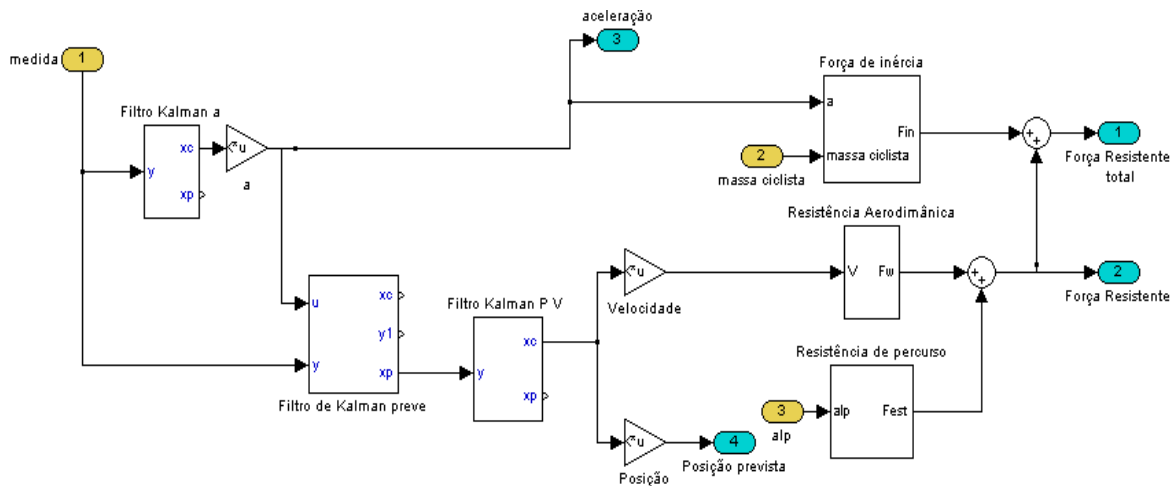 aceleração
3
medida
1
Filtro Kalman a
xc
y
xp
u
a
Força de inércia
a
Fin
massa ciclista
2
massa ciclista
+
+
1
Força Resistente
total
Resistência Aerodimânica
V
Fw
+
+
2
Força Resistente
u
Velocidade
Filtro Kalman P V
xc
y
xp
u
xc
y1
y
xp
Filtro de Kalman preve
Resistência de percurso
alp
Fest
3
alp
u
Posição
4
Posição prevista